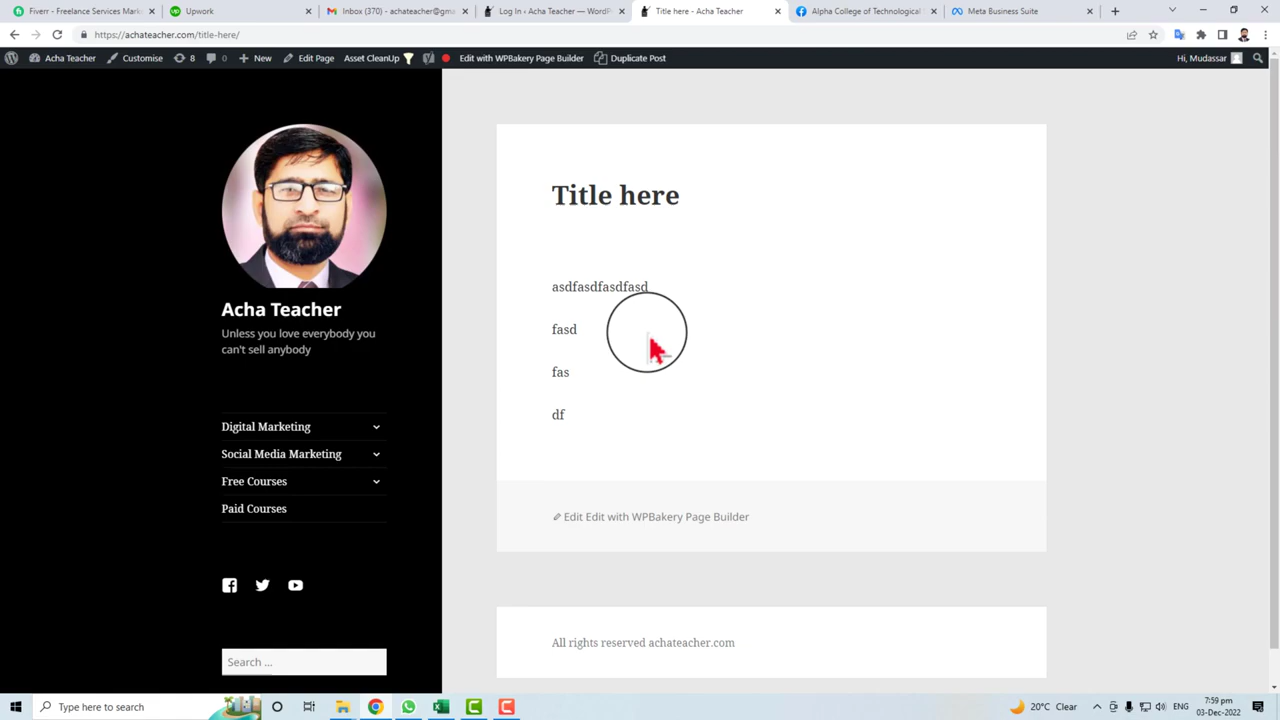 Fiverr - Freelance Services Mark
Upwork
Inbox (370) - achateacher@gm
Log In ‹ Acha Teacher — WordPr
Title here - Acha Teacher
Alpha College of Technological
Meta Business Suite
https://achateacher.com/title-here/
Acha Teacher
Customise
8
0
New
Edit Page
Asset CleanUp
Edit with WPBakery Page Builder
Duplicate Post
Hi, Mudassar
Acha Teacher
Unless you love everybody you
can't sell anybody
Digital Marketing
Social Media Marketing
Free Courses
Paid Courses
Search ...
Title here
asdfasdfasdfasd
fasd
fas
df
Edit Edit with WPBakery Page Builder
All rights reserved achateacher.com
Type here to search
20°C Clear
ENG
7:59 pm
03-Dec-2022